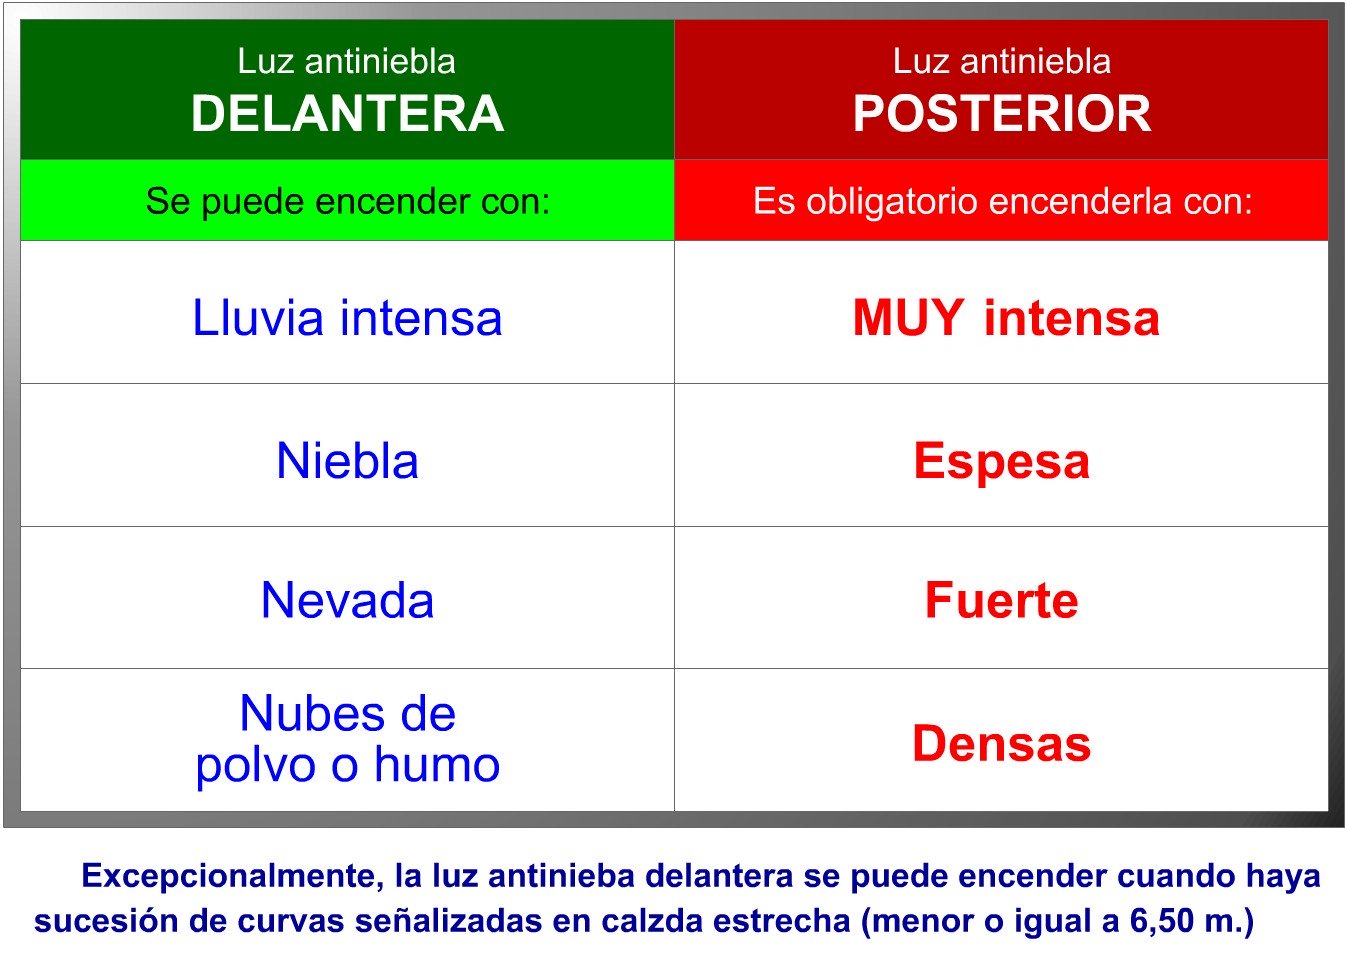 Luz antiniebla
DELANTERA
Luz antiniebla
POSTERIOR
Se puede encender con:
Es obligatorio encenderla con:
Lluvia intensa
MUY intensa
Niebla
Espesa
Nevada
Fuerte
Nubes de
polvo o humo
Densas
Excepcionalmente, la luz antinieba delantera se puede encender cuando haya
sucesión de curvas señalizadas en calzda estrecha (menor o igual a 6,50 m.)